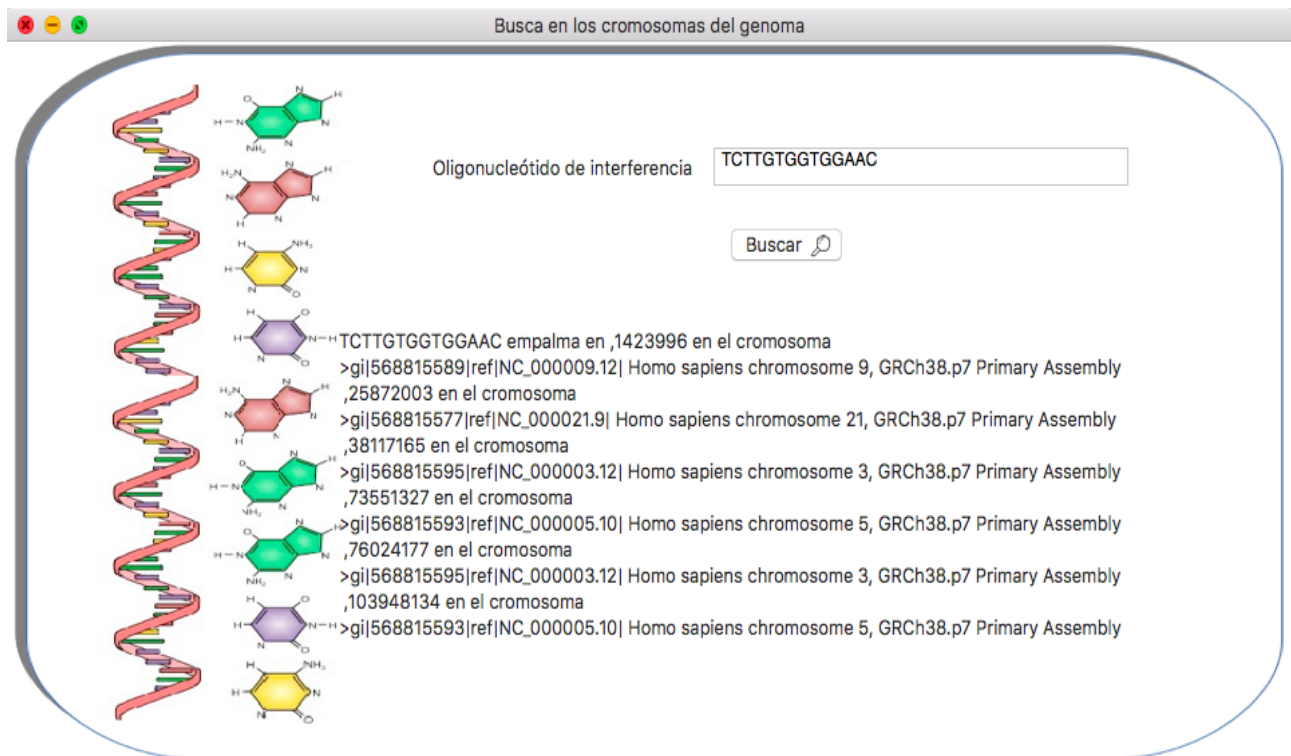 Busca en los cromosomas del genoma
Oligonucleótido de interferencia
TCTTGTGGTGGAAC
Buscar
TCTTGTGGTGGAAC empalma en ,1423996 en el cromosoma
>gi|568815589|ref|NC_000009.12| Homo sapiens chromosome 9, GRCh38.p7 Primary Assembly
,25872003 en el cromosoma
>gi|568815577|ref|NC_000021.9| Homo sapiens chromosome 21, GRCh38.p7 Primary Assembly
,38117165 en el cromosoma
>gi|568815595|ref|NC_000003.12| Homo sapiens chromosome 3, GRCh38.p7 Primary Assembly
,73551327 en el cromosoma
>gi|568815593|ref|NC_000005.10| Homo sapiens chromosome 5, GRCh38.p7 Primary Assembly
,76024177 en el cromosoma
>gi|568815595|ref|NC_000003.12| Homo sapiens chromosome 3, GRCh38.p7 Primary Assembly
,103948134 en el cromosoma
>gi|568815593|ref|NC_000005.10| Homo sapiens chromosome 5, GRCh38.p7 Primary Assembly